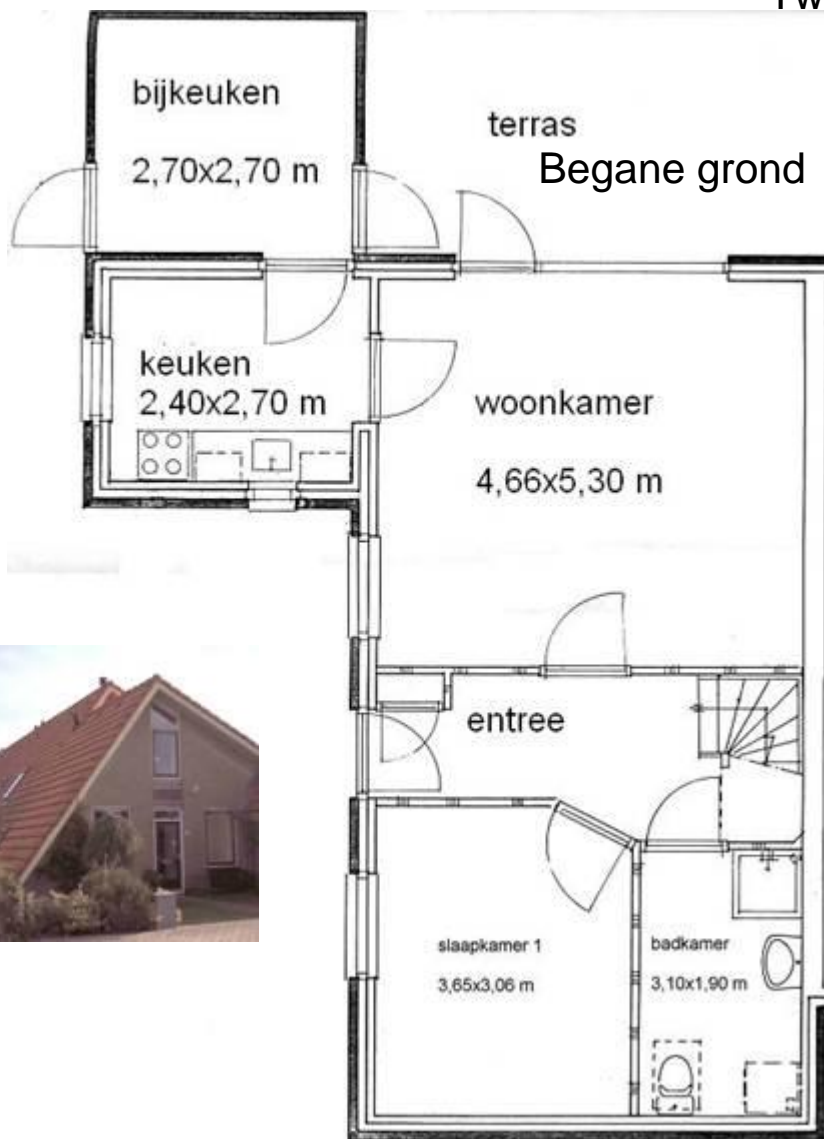 bijkeuken
2,70x2,70 m
terras
Begane grond
keuken
2,40x2,70 m
woonkamer
4,66x5,30 m
entree
slaapkamer 1
3,65x3,06 m
badkamer
3,10x1,90 m